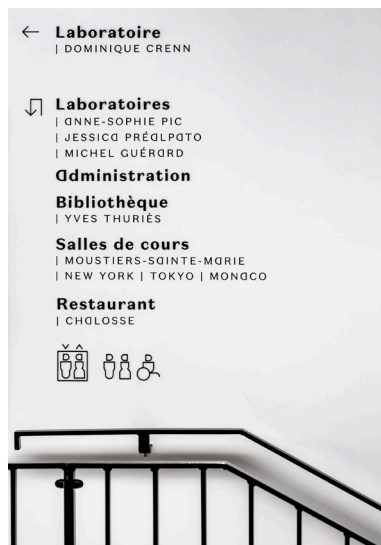 Laboratoire
| DOMINIQUE CRENN
Laboratoires
| ANNE-SOPHIE PIC
| JESSICA PRÉALPATO
| MICHEL GUÉRARD
Administration
Bibliothèque
| YVES THURIÈS
Salles de cours
| MOUSTIERS-SAINTE-MARIE
| NEW YORK | TOKYO | MONACO
Restaurant
| CHALOSSE